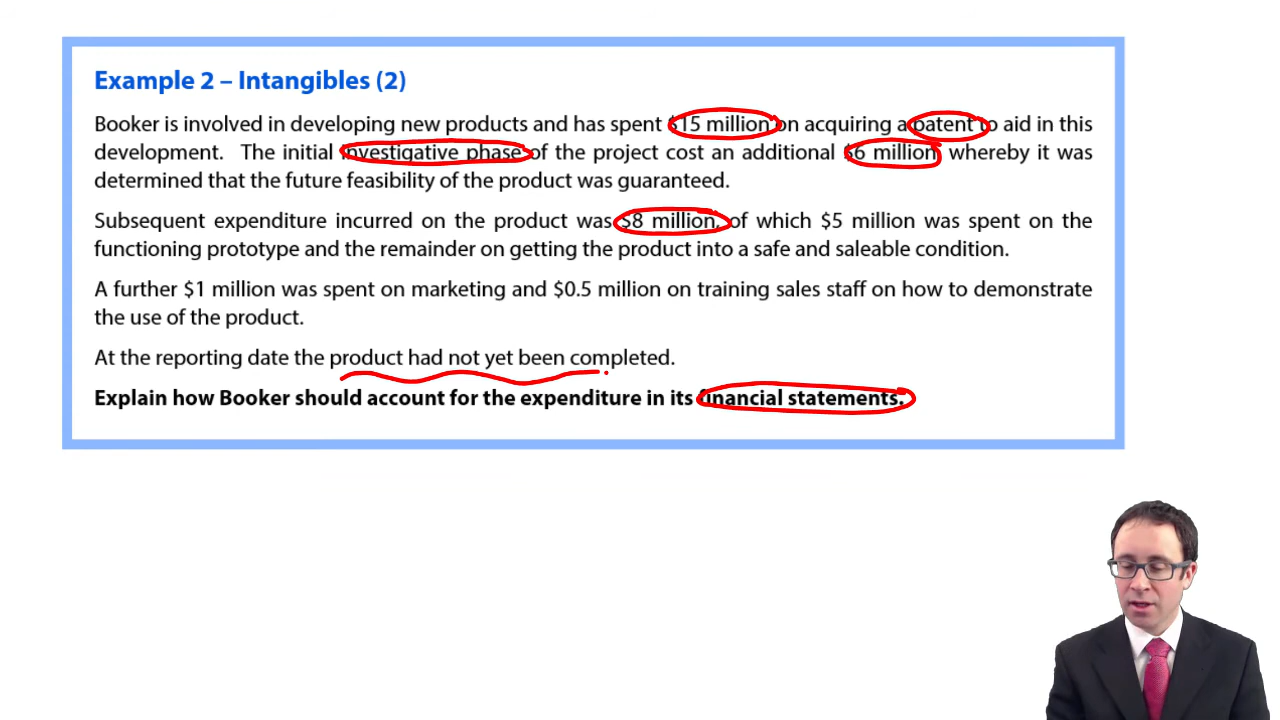 Example 2 – Intangibles (2)
Booker is involved in developing new products and has spent $15 million on acquiring a patent to aid in this
development. The initial investigative phase of the project cost an additional $6 million, whereby it was
determined that the future feasibility of the product was guaranteed.
Subsequent expenditure incurred on the product was $8 million, of which $5 million was spent on the
functioning prototype and the remainder on getting the product into a safe and saleable condition.
A further $1 million was spent on marketing and $0.5 million on training sales staff on how to demonstrate
the use of the product.
At the reporting date the product had not yet been completed.
Explain how Booker should account for the expenditure in its financial statements.